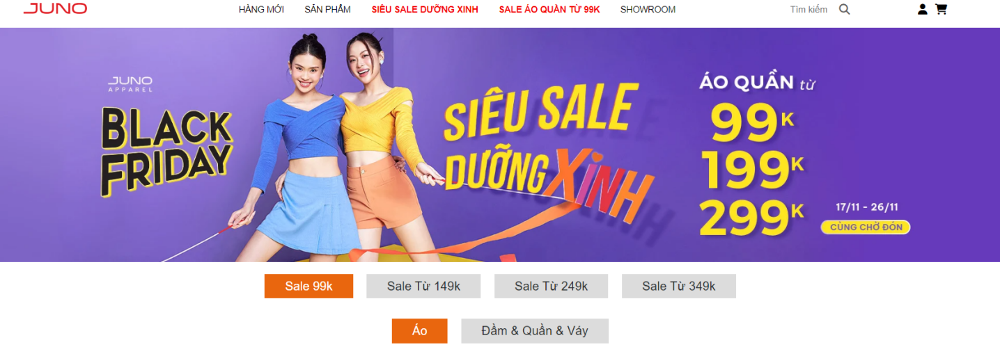 JUNO
HÀNG MỚI SẢN PHẨM SIÊU SALE DƯỠNG XINH SALE ÁO QUẦN TỪ 99K SHOWROOM Tìm kiếm
JUNO
APPAREL
BLACK
FRIDAY
SIÊU SALE
DƯỠNG XINH
ÁO QUẦN từ
99K
199K
299K
17/11 - 26/11
CÙNG CHỜ ĐÓN
Sale 99k Sale Từ 149k Sale Từ 249k Sale Từ 349k
Áo Đầm & Quần & Váy